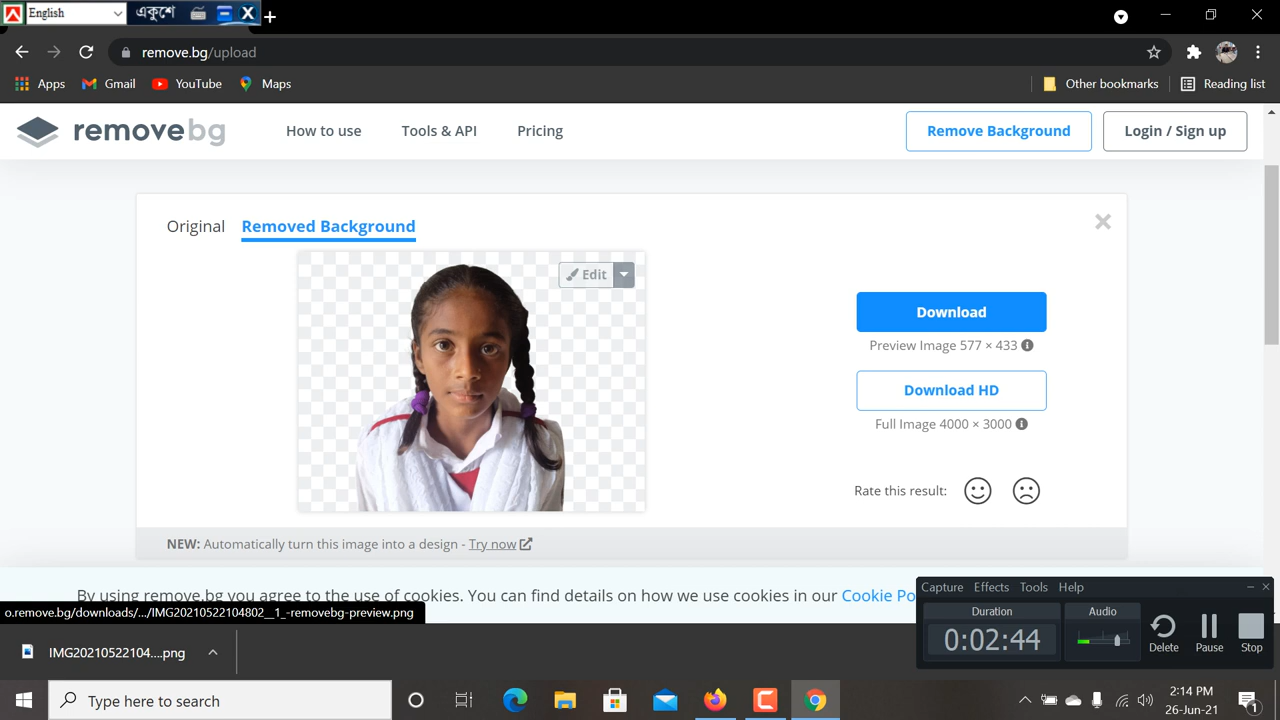 English
একুশে
remove.bg/upload
Apps
Gmail
YouTube
Maps
Other bookmarks
Reading list
removebg
How to use
Tools & API
Pricing
Remove Background
Login / Sign up
Original
Removed Background
Edit
Download
Preview Image 577 × 433
Download HD
Full Image 4000 × 3000
Rate this result:
NEW: Automatically turn this image into a design - Try now
By using remove.bg you agree to the use of cookies. You can find details on how we use cookies in our Cookie Po
o.remove.bg/downloads/.../IMG20210522104802__1_-removebg-preview.png
Capture Effects Tools Help
Duration
Audio
0:02:44
Delete
Pause
Stop
IMG20210522104....png
Type here to search
2:14 PM
26-Jun-21
1